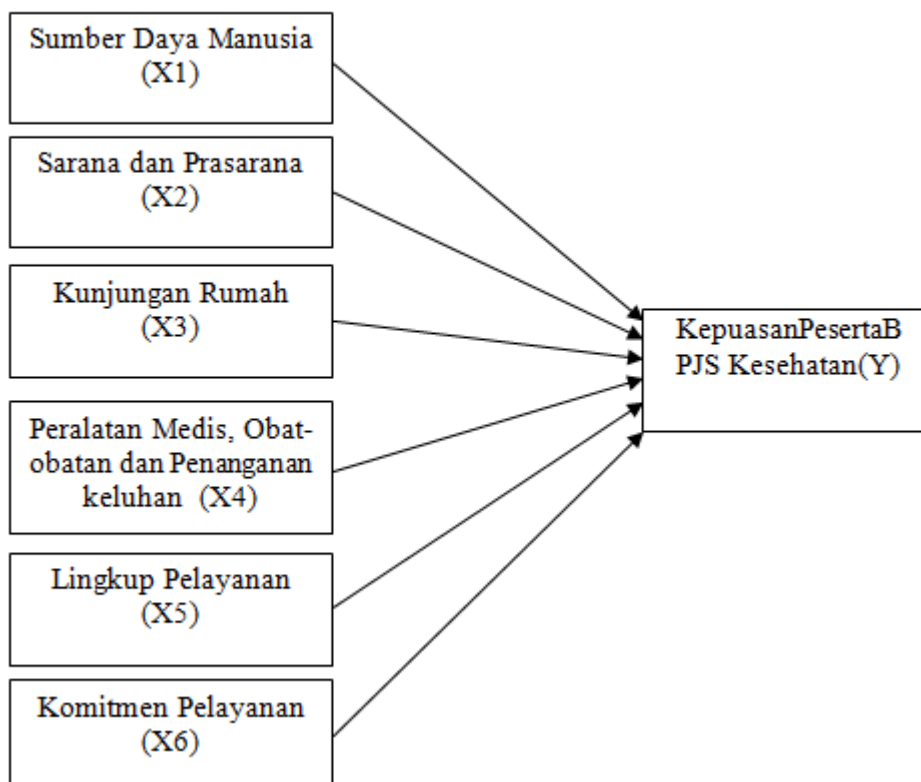 Sumber Daya Manusia
(X1)
Sarana dan Prasarana
(X2)
Kunjungan Rumah
(X3)
Peralatan Medis, Obat-
obatan dan Penanganan
keluhan (X4)
Lingkup Pelayanan
(X5)
Komitmen Pelayanan
(X6)
KepuasanPesertaB
PJS Kesehatan(Y)